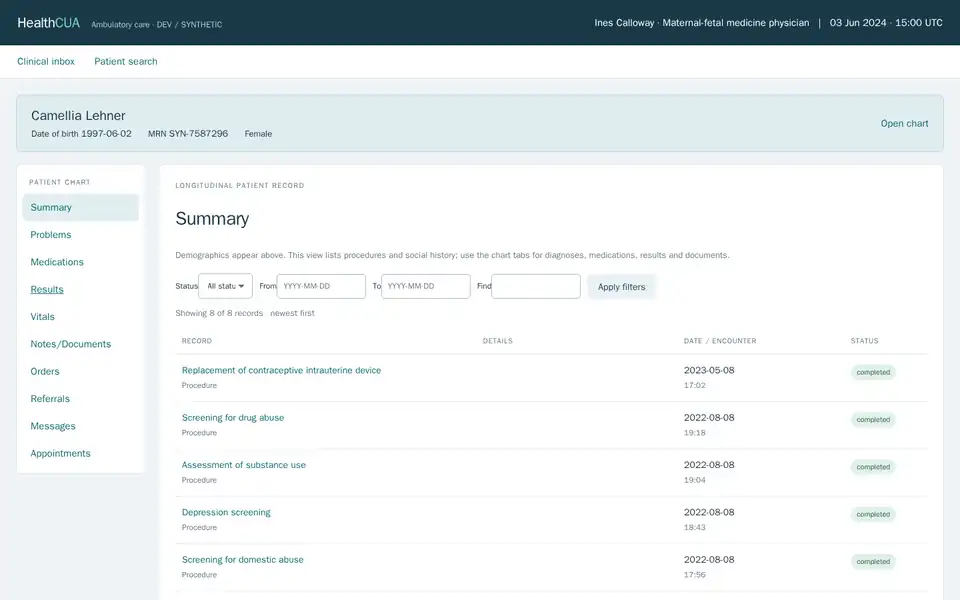 HealthCUA Ambulatory care · DEV / SYNTHETIC
Ines Calloway · Maternal-fetal medicine physician | 03 Jun 2024 · 15:00 UTC
Clinical inbox Patient search
Camellia Lehner
Date of birth 1997-06-02 MRN SYN-7587296 Female
Open chart
PATIENT CHART
Summary
Problems
Medications
Results
Vitals
Notes/Documents
Orders
Referrals
Messages
Appointments
LONGITUDINAL PATIENT RECORD
Summary
Demographics appear above. This view lists procedures and social history; use the chart tabs for diagnoses, medications, results and documents.
Status All statu From YYYY-MM-DD To YYYY-MM-DD Find Apply filters
Showing 8 of 8 records newest first
RECORD DETAILS DATE / ENCOUNTER STATUS
Replacement of contraceptive intrauterine device 2023-05-08 completed
Procedure 17:02
Screening for drug abuse 2022-08-08 completed
Procedure 19:18
Assessment of substance use 2022-08-08 completed
Procedure 19:04
Depression screening 2022-08-08 completed
Procedure 18:43
Screening for domestic abuse 2022-08-08 completed
Procedure 17:56